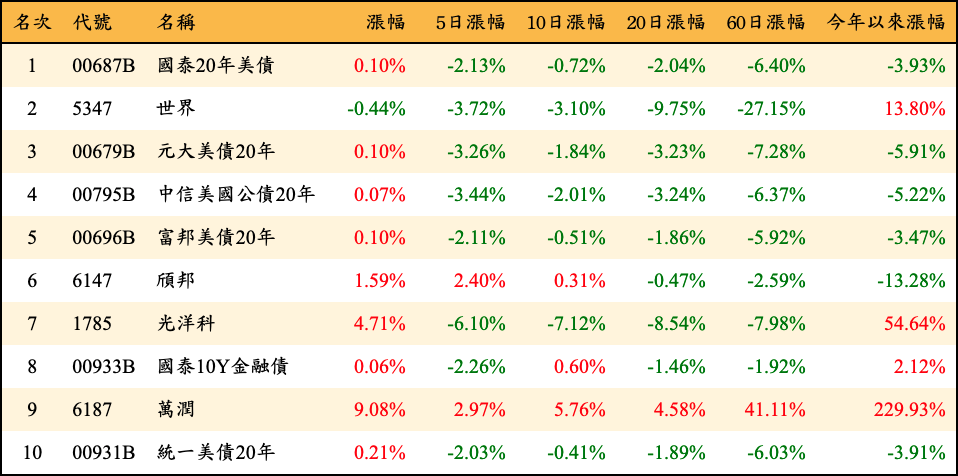 名次 代號 名稱 漲幅 5日漲幅 10日漲幅 20日漲幅 60日漲幅 今年以來漲幅
1 00687B 國泰20年美債 0.10% -2.13% -0.72% -2.04% -6.40% -3.93%
2 5347 世界 -0.44% -3.72% -3.10% -9.75% -27.15% 13.80%
3 00679B 元大美債20年 0.10% -3.26% -1.84% -3.23% -7.28% -5.91%
4 00795B 中信美國公債20年 0.07% -3.44% -2.01% -3.24% -6.37% -5.22%
5 00696B 富邦美債20年 0.10% -2.11% -0.51% -1.86% -5.92% -3.47%
6 6147 頎邦 1.59% 2.40% 0.31% -0.47% -2.59% -13.28%
7 1785 光洋科 4.71% -6.10% -7.12% -8.54% -7.98% 54.64%
8 00933B 國泰10Y金融債 0.06% -2.26% 0.60% -1.46% -1.92% 2.12%
9 6187 萬潤 9.08% 2.97% 5.76% 4.58% 41.11% 229.93%
10 00931B 統一美債20年 0.21% -2.03% -0.41% -1.89% -6.03% -3.91%